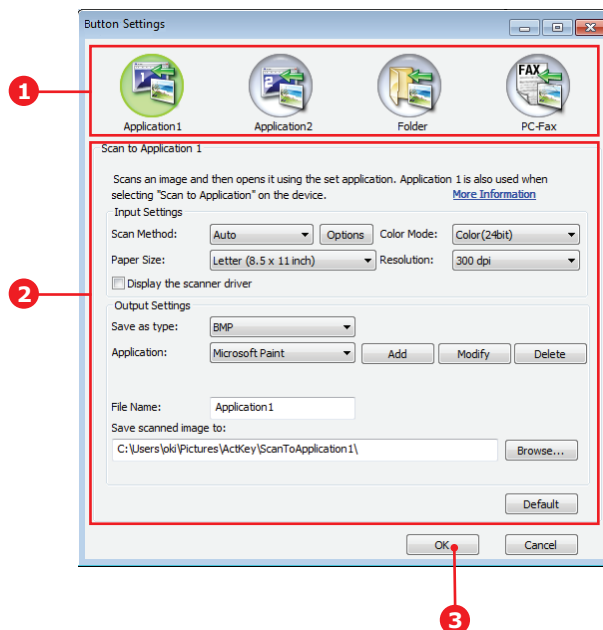 Button Settings
1
1 2 FAX
Application1 Application2 Folder PC-Fax
Scan to Application 1
Scans an image and then opens it using the set application. Application 1 is also used when
selecting "Scan to Application" on the device. More Information
2
Input Settings
Scan Method: Auto Options Color Mode: Color(24bit)
Paper Size: Letter (8.5 x 11 inch) Resolution: 300 dpi
Display the scanner driver
Output Settings
Save as type: BMP
Application: Microsoft Paint Add Modify Delete
File Name: Application1
Save scanned image to:
C:\Users\oki\Pictures\ActKey\ScanToApplication1\ Browse...
Default
OK Cancel
3